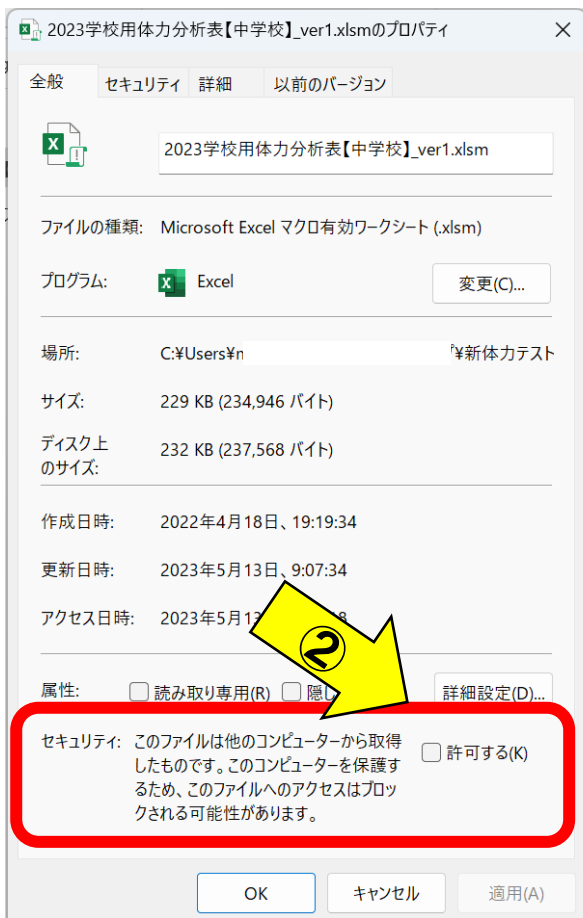 2023学校用体力分析表【中学校】_ver1.xlsmのプロパティ
全般 セキュリティ 詳細 以前のバージョン
2023学校用体力分析表【中学校】_ver1.xlsm
ファイルの種類: Microsoft Excel マクロ有効ワークシート (.xlsm)
プログラム: Excel 変更(C)...
場所: C:¥Users¥ ¥新体力テスト
サイズ: 229 KB (234,946 バイト)
ディスク上
のサイズ: 232 KB (237,568 バイト)
作成日時: 2022年4月18日、19:19:34
更新日時: 2023年5月13日、9:07:34
アクセス日時: 2023年5月13
②
属性: 読み取り専用(R) 隠し 詳細設定(D)...
セキュリティ: このファイルは他のコンピューターから取得
したものです。このコンピューターを保護す
るため、このファイルへのアクセスはブロッ
クされる可能性があります。
許可する(K)
OK キャンセル 適用(A)